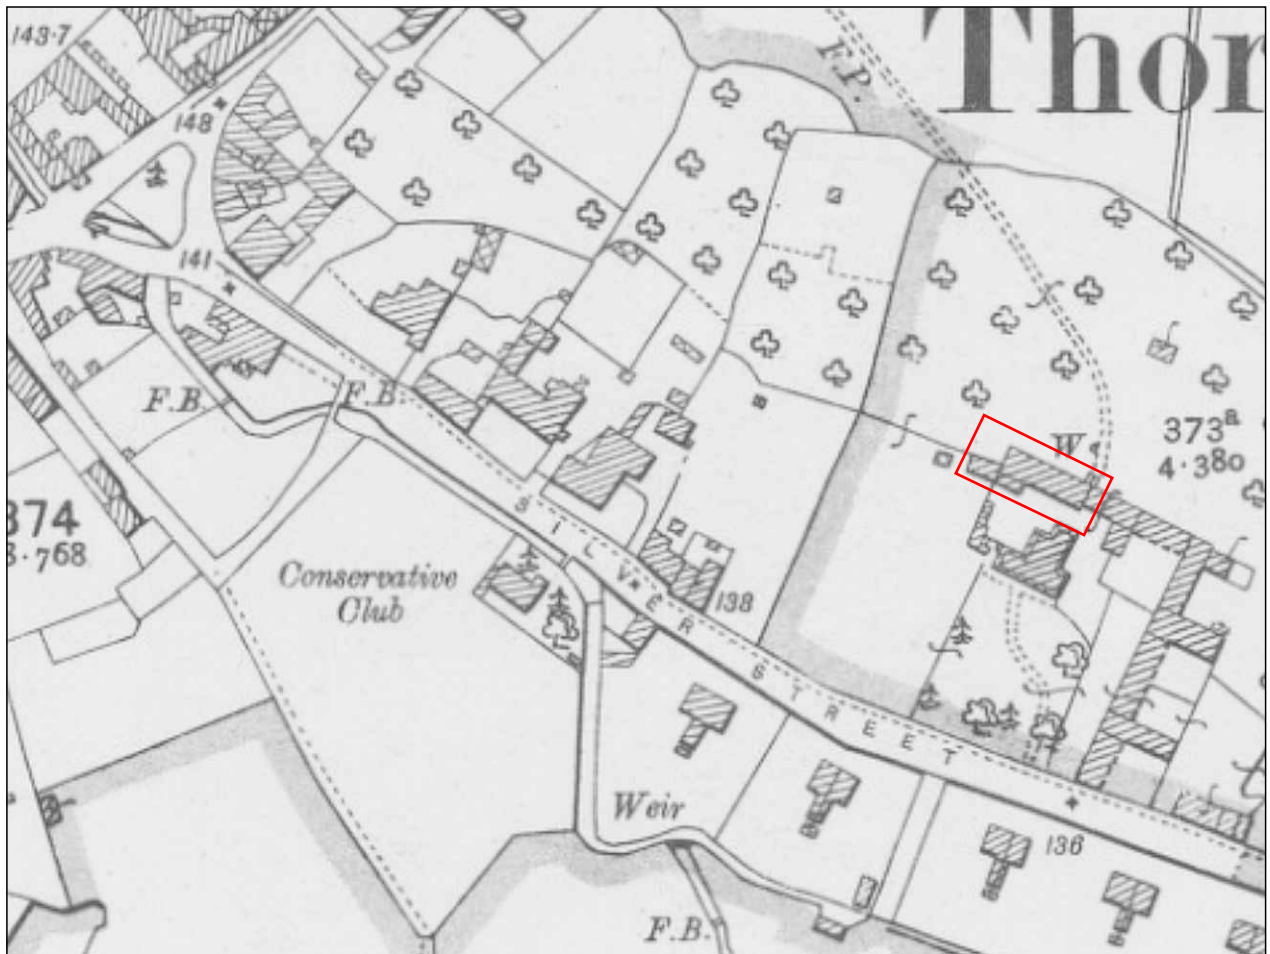 143·7
Thor
F.P.
148
141
373a
4·380
W.
F.B.
F.B.
374
3·768
Conservative
Club
138
SILVER STREET
Weir
136
F.B.